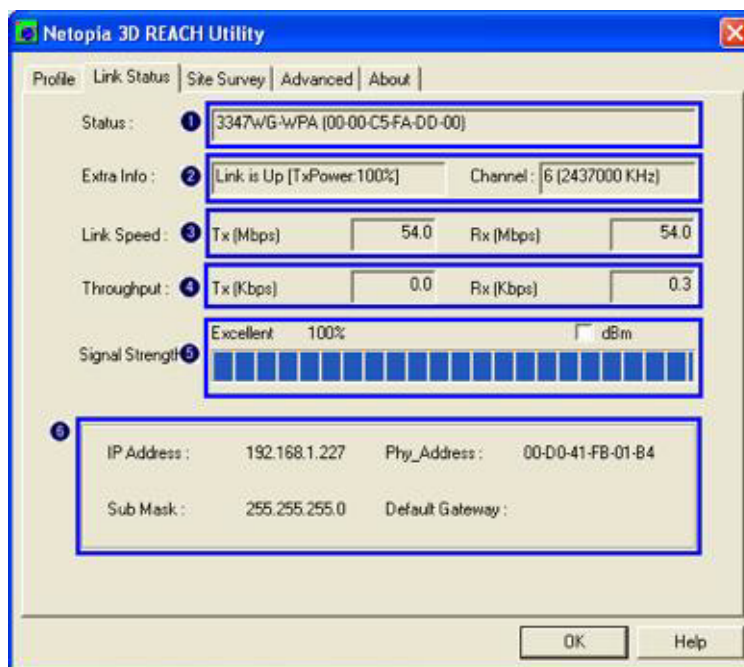 Netopia 3D REACH Utility
Profile Link Status Site Survey Advanced About
Status : 1 3347WG-WPA (00-00-C5-FA-DD-00)
Extra Info : 2 Link is Up [TxPower:100%] Channel : 6 (2437000 KHz)
Link Speed : 3 Tx (Mbps) 54.0 Rx (Mbps) 54.0
Throughput : 4 Tx (Kbps) 0.0 Rx (Kbps) 0.3
Excellent 100% dBm
Signal Strength 5
6
IP Address : 192.168.1.227 Phy_Address : 00-D0-41-FB-01-B4
Sub Mask : 255.255.255.0 Default Gateway :
OK Help